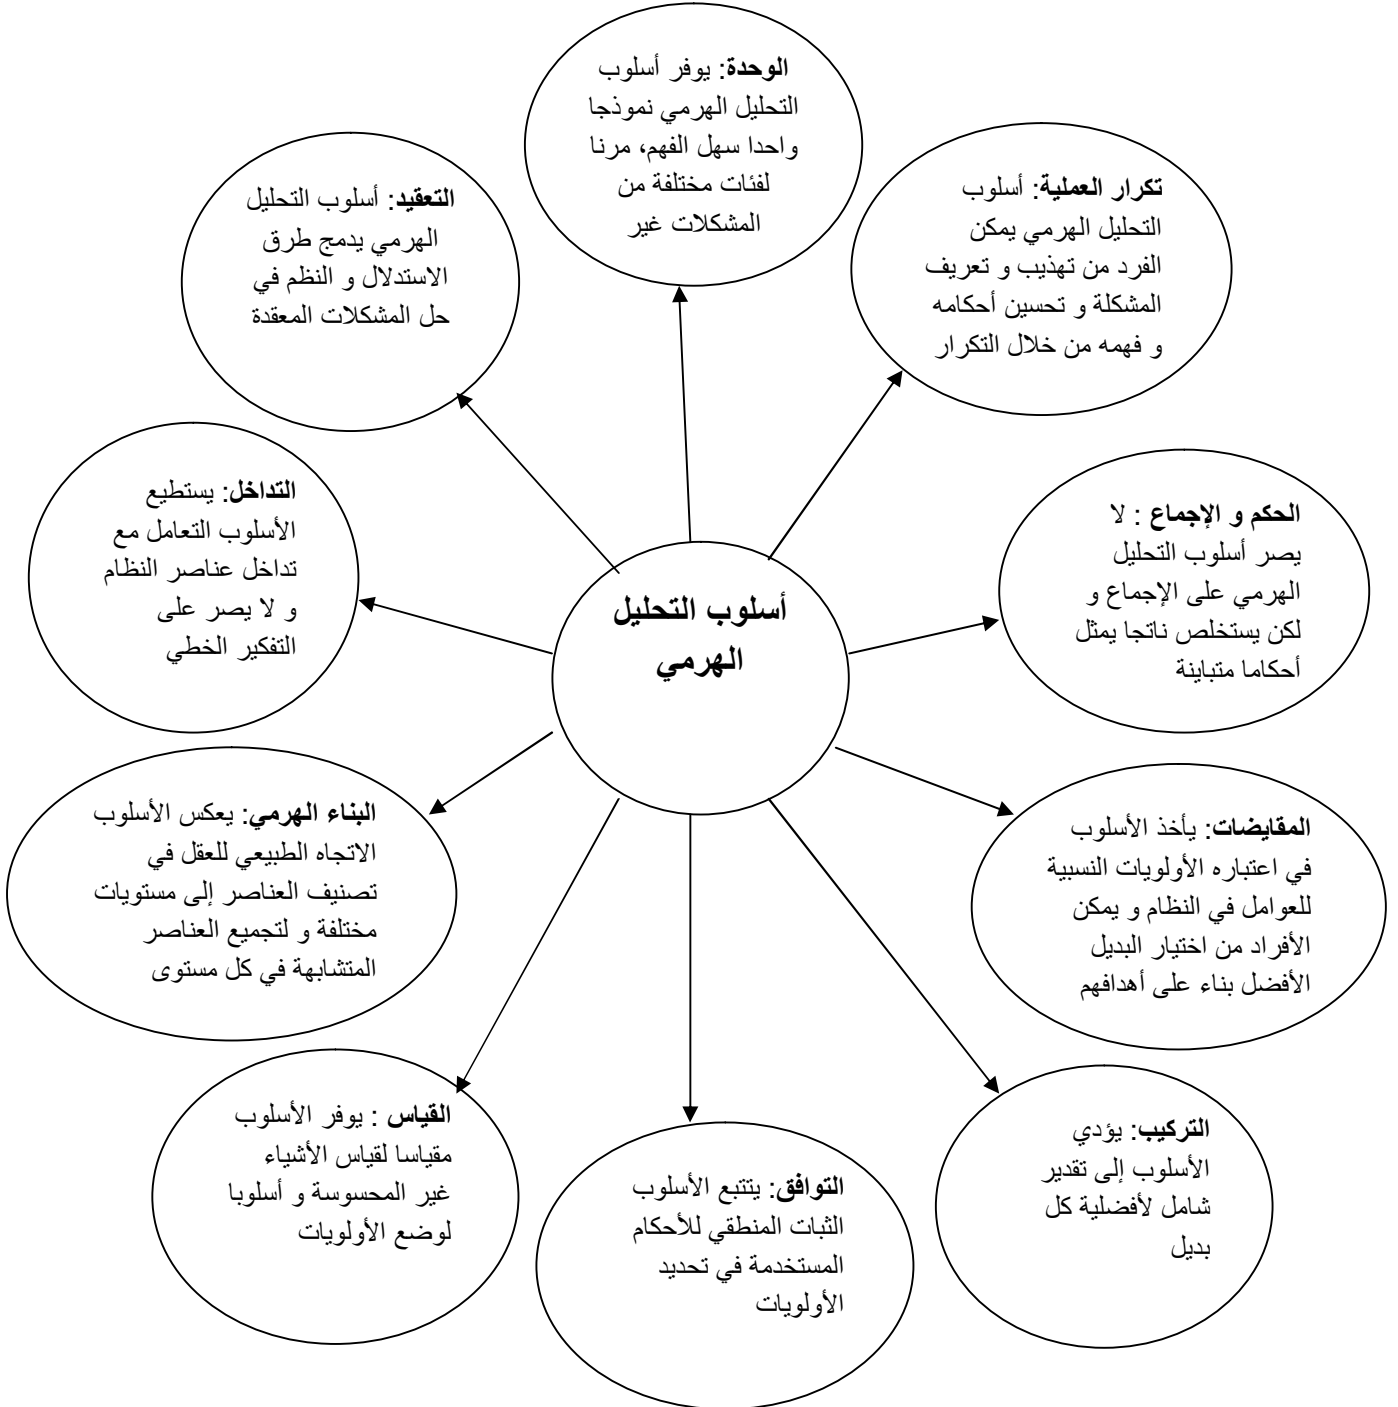 الوحدة: يوفر أسلوب
التحليل الهرمي نموذجا
واحدا سهل الفهم، مرنا
لفئات مختلفة من
المشكلات غير
تكرار العملية: أسلوب
التحليل الهرمي يمكن
الفرد من تهذيب و تعريف
المشكلة و تحسين أحكامه
و فهمه من خلال التكرار
التعقيد: أسلوب التحليل
الهرمي يدمج طرق
الاستدلال و النظم في
حل المشكلات المعقدة
الحكم و الإجماع : لا
يصر أسلوب التحليل
الهرمي على الإجماع و
لكن يستخلص ناتجا يمثل
أحكاما متباينة
التداخل: يستطيع
الأسلوب التعامل مع
تداخل عناصر النظام
و لا يصر على
التفكير الخطي
أسلوب التحليل
الهرمي
المقايضات: يأخذ الأسلوب
في اعتباره الأولويات النسبية
للعوامل في النظام و يمكن
الأفراد من اختيار البديل
الأفضل بناء على أهدافهم
البناء الهرمي: يعكس الأسلوب
الاتجاه الطبيعي للعقل في
تصنيف العناصر إلى مستويات
مختلفة و لتجميع العناصر
المتشابهة في كل مستوى
التركيب: يؤدي
الأسلوب إلى تقدير
شامل لأفضلية كل
بديل
التوافق: يتتبع الأسلوب
الثبات المنطقي للأحكام
المستخدمة في تحديد
الأولويات
القياس : يوفر الأسلوب
مقياسا لقياس الأشياء
غير المحسوسة و أسلوبا
لوضع الأولويات